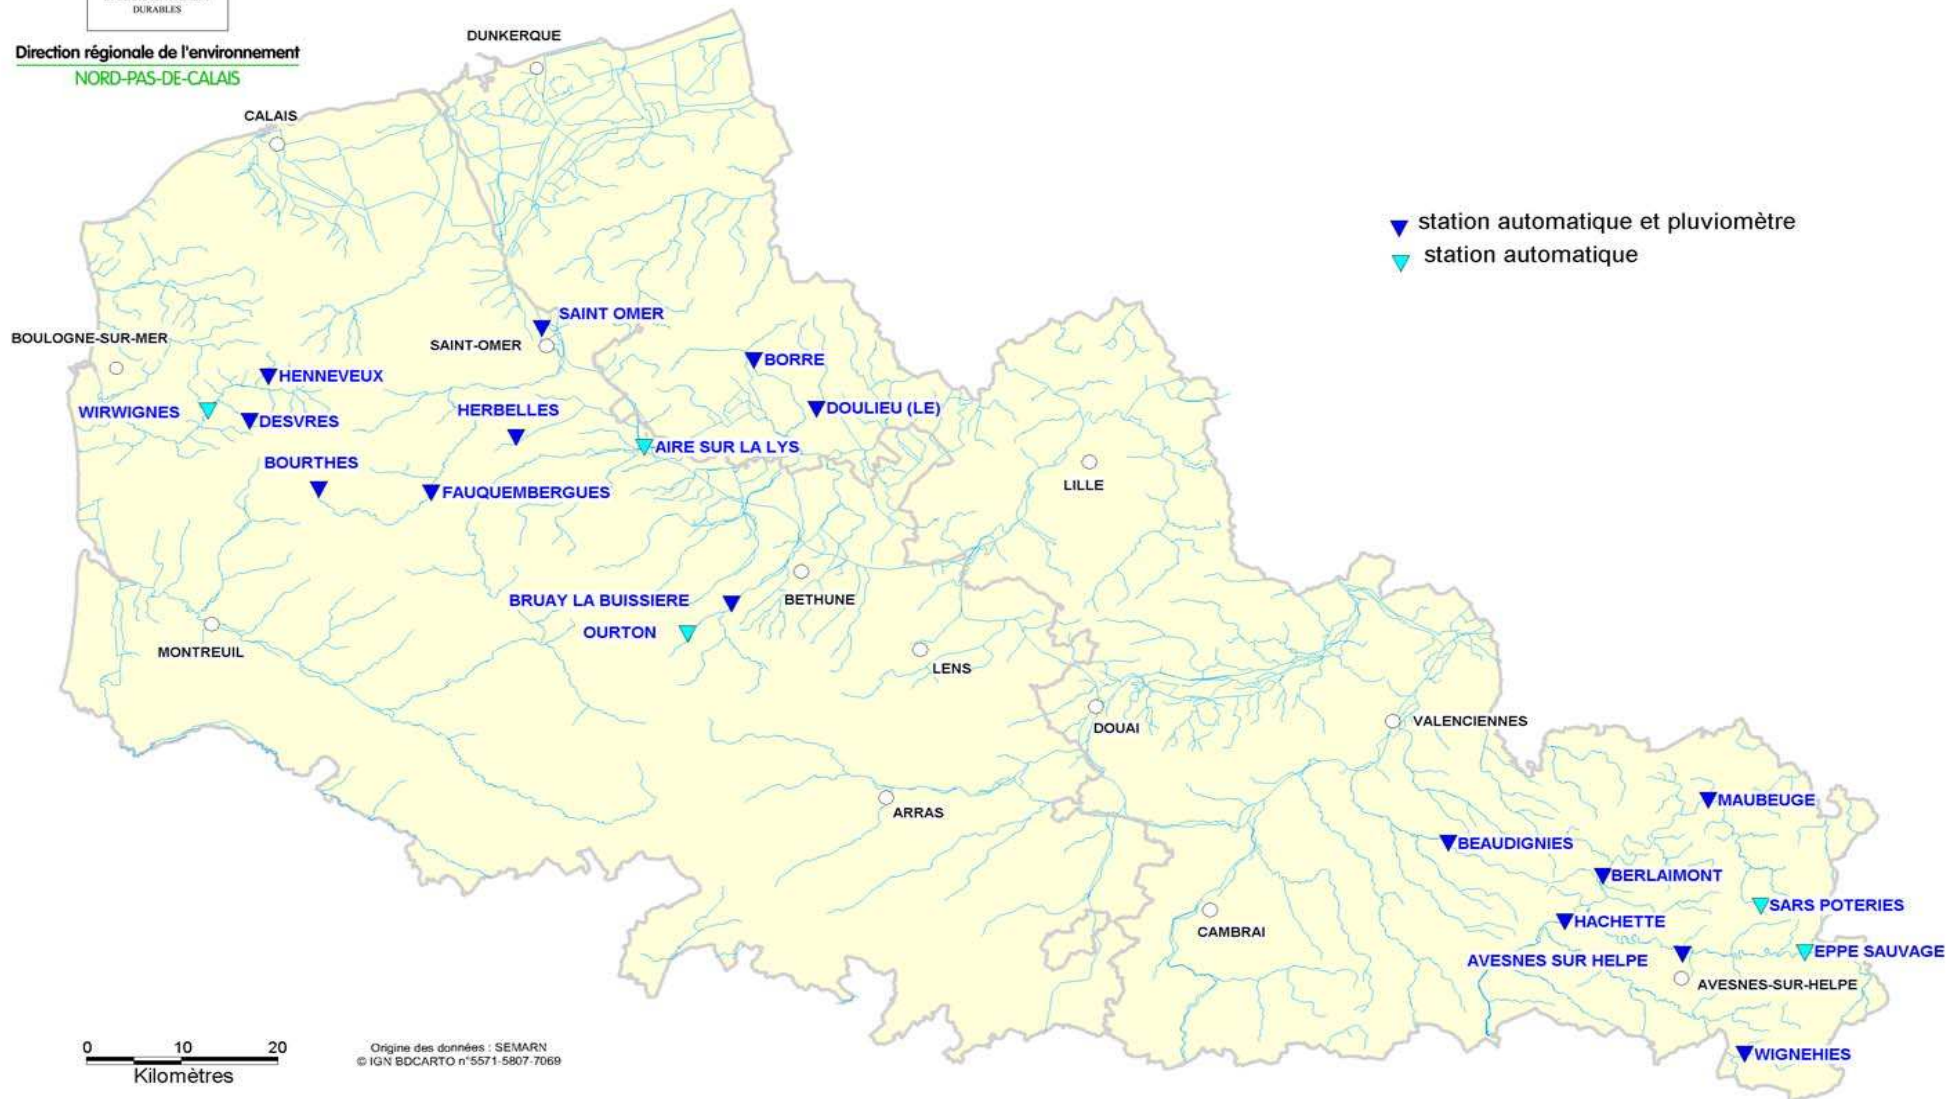 DURABLES
Direction régionale de l'environnement
NORD-PAS-DE-CALAIS
DUNKERQUE
CALAIS
station automatique et pluviomètre
station automatique
SAINT OMER
BOULOGNE-SUR-MER
SAINT-OMER
BORRE
HENNEVEUX
WIRWIGNES
DESVRES
HERBELLES
DOULIEU (LE)
AIRE SUR LA LYS
BOURTHES
FAUQUEMBERGUES
LILLE
BRUAY LA BUISSIERE
BETHUNE
OURTON
MONTREUIL
LENS
DOUAI
VALENCIENNES
ARRAS
MAUBEUGE
BEAUDIGNIES
BERLAIMONT
SARS POTERIES
HACHETTE
CAMBRAI
EPPE SAUVAGE
AVESNES SUR HELPE
AVESNES-SUR-HELPE
WIGNEHIES
0 10 20
Kilomètres
Origine des données : SEMARN
© IGN BDCARTO n°5571-5807-7069